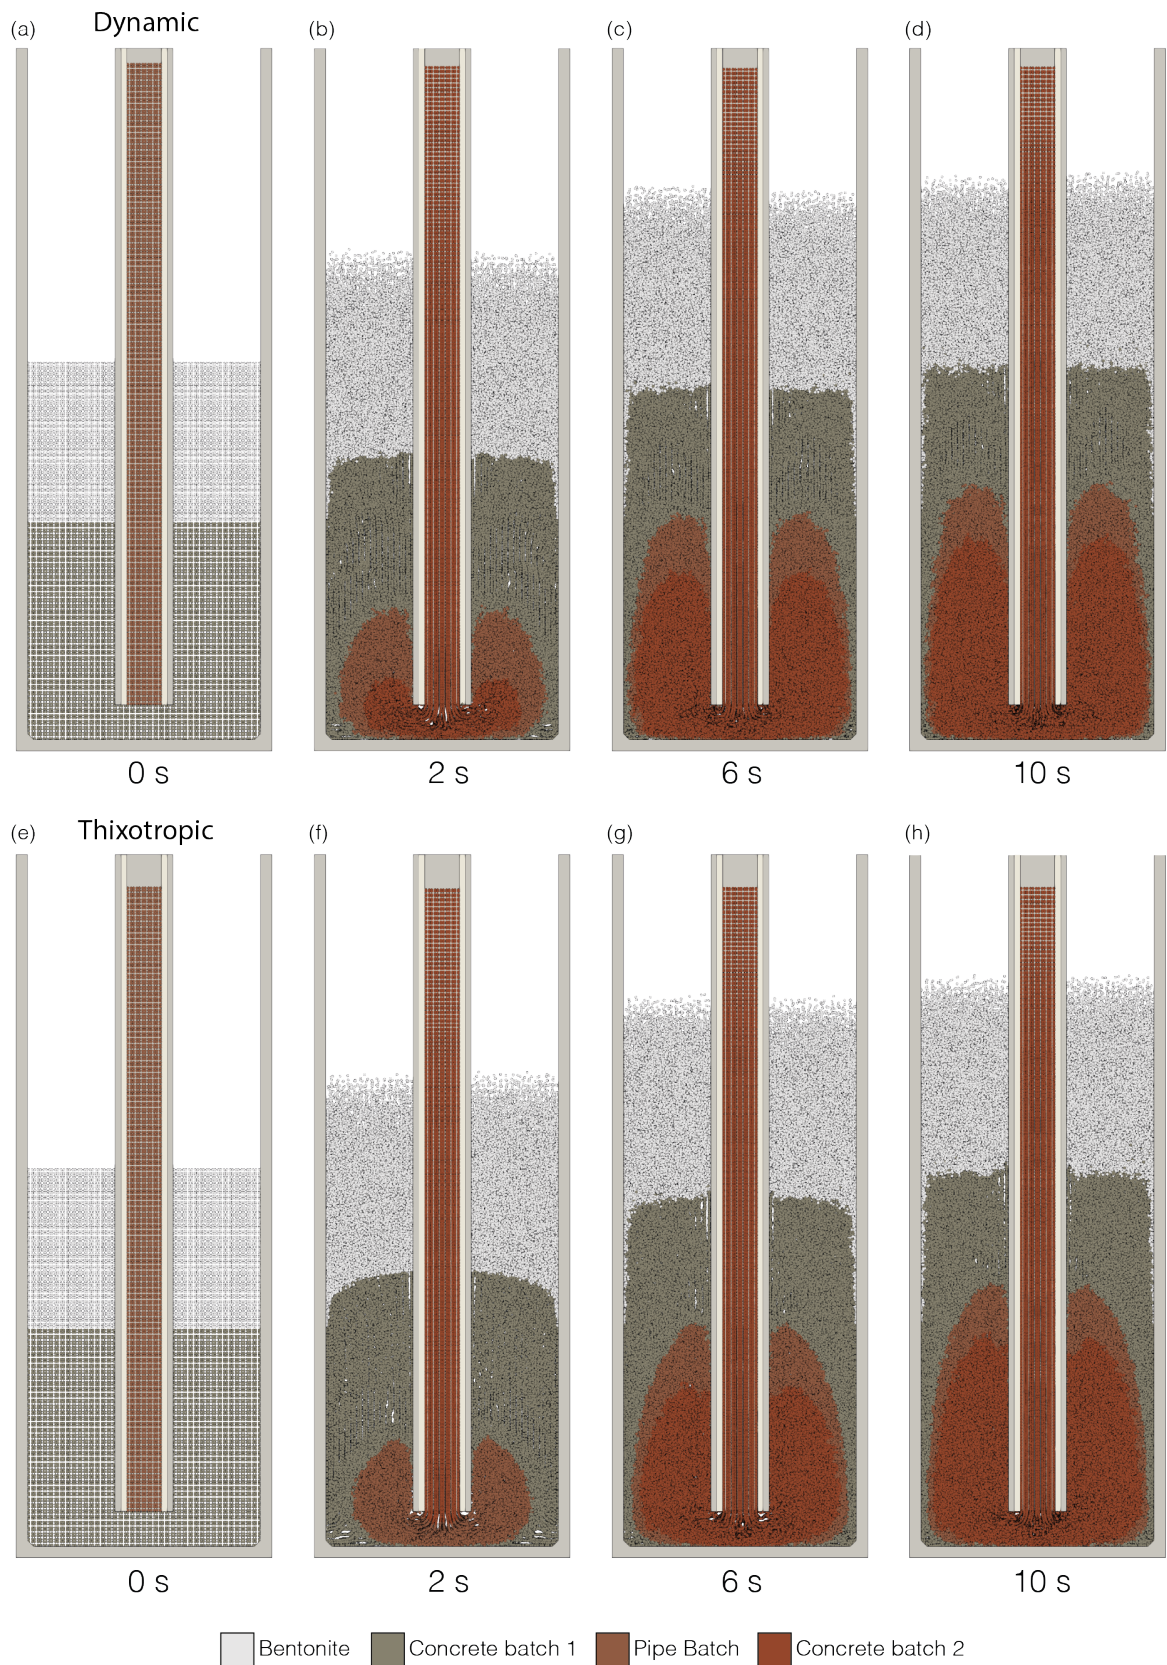 (a) Dynamic (b) (c) (d)
0 s 2 s 6 s 10 s
(e) Thixotropic (f) (g) (h)
0 s 2 s 6 s 10 s
Bentonite Concrete batch 1 Pipe Batch Concrete batch 2